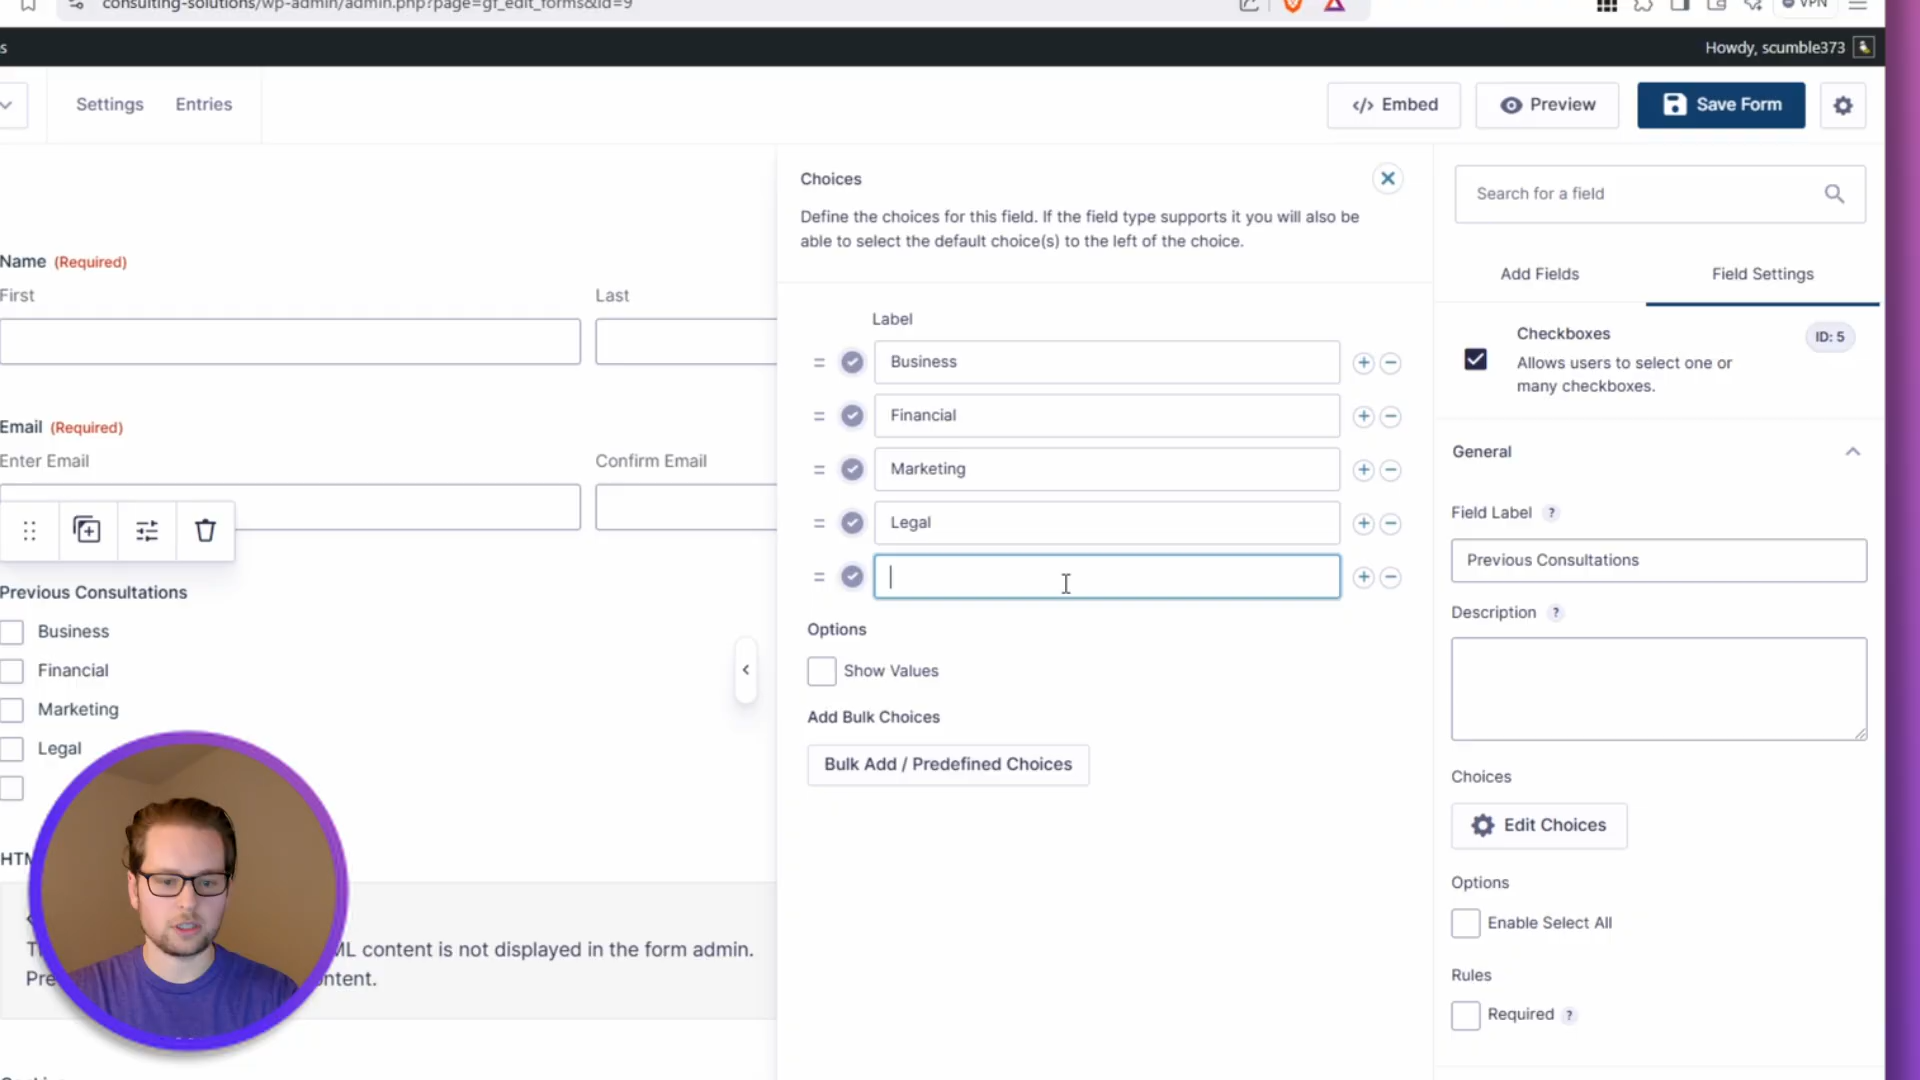 consulting-solutions/wp-admin/admin.php?page=gf_edit_forms&id=9
VPN
s
Howdy, scumble373
Settings
Entries
Embed
Preview
Save Form
Name (Required)
First
Last
Email (Required)
Enter Email
Confirm Email
Previous Consultations
Business
Financial
Marketing
Legal
HTM
ML content is not displayed in the form admin.
Pre
ntent.
Choices
Define the choices for this field. If the field type supports it you will also be
able to select the default choice(s) to the left of the choice.
Label
Business
Financial
Marketing
Legal
Options
Show Values
Add Bulk Choices
Bulk Add / Predefined Choices
Search for a field
Add Fields
Field Settings
Checkboxes
ID: 5
Allows users to select one or
many checkboxes.
General
Field Label ?
Previous Consultations
Description ?
Choices
Edit Choices
Options
Enable Select All
Rules
Required ?